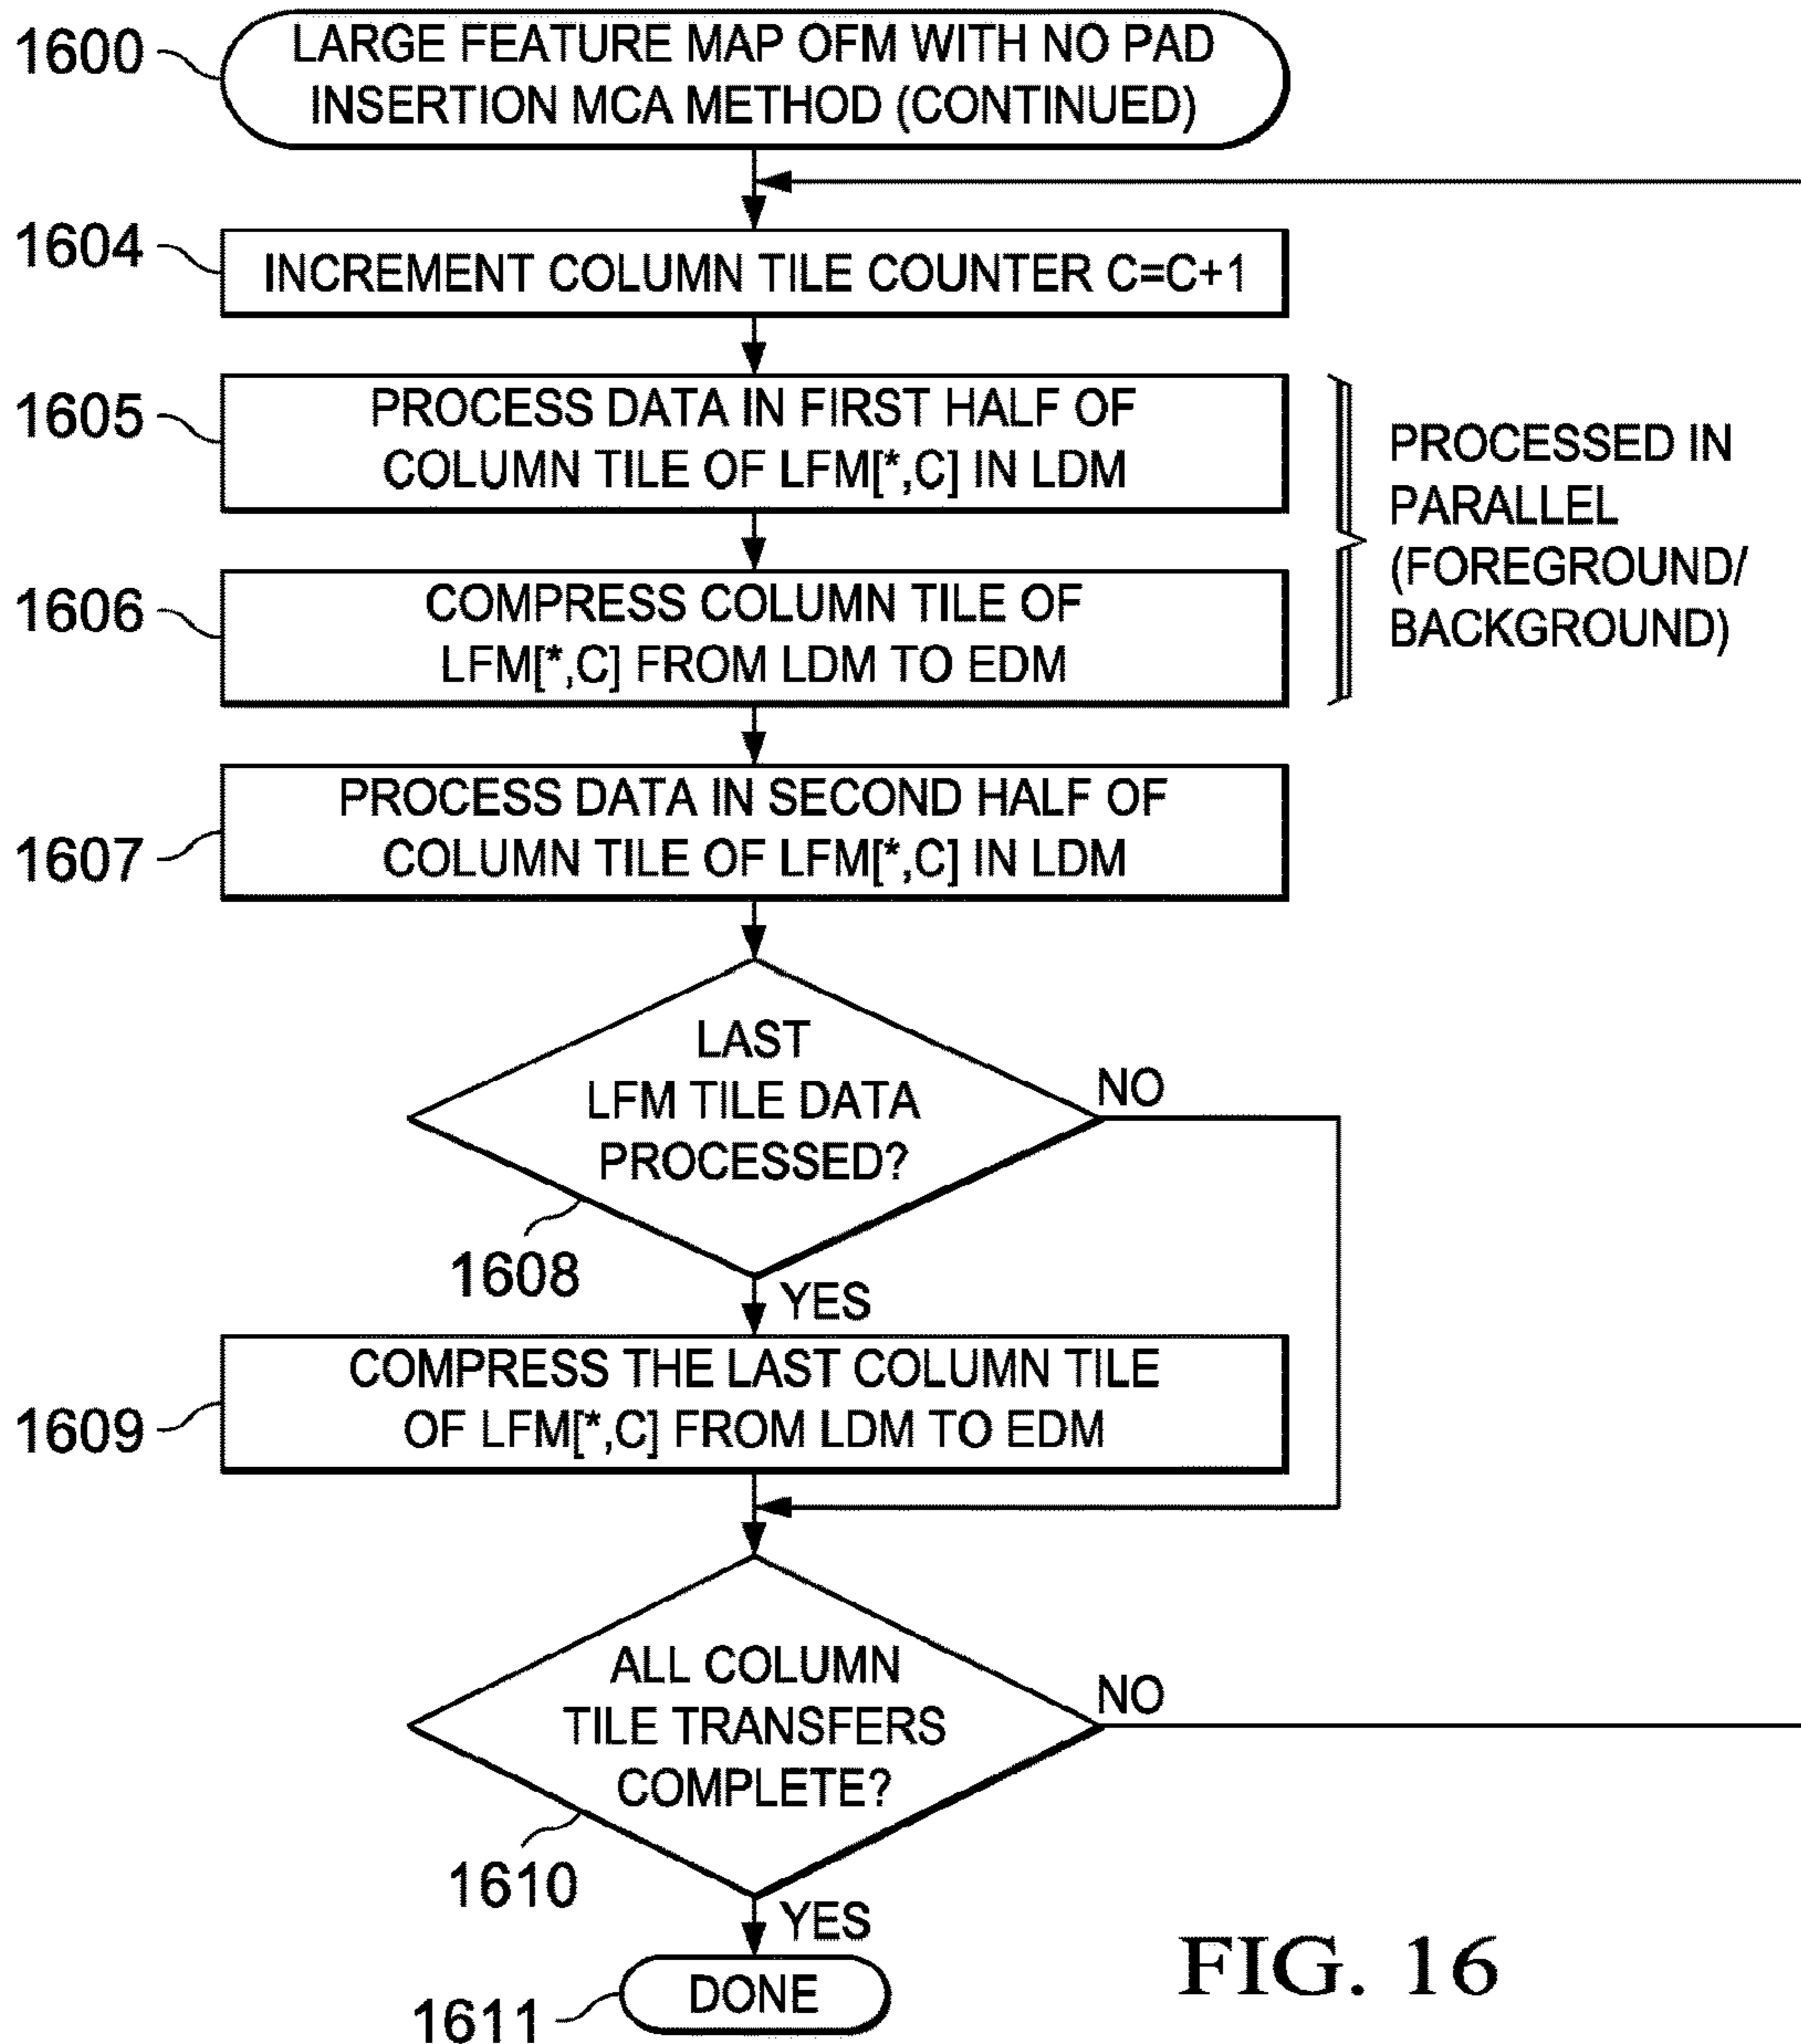 1600
LARGE FEATURE MAP OFM WITH NO PAD
INSERTION MCA METHOD (CONTINUED)
1604
INCREMENT COLUMN TILE COUNTER C=C+1
1605
PROCESS DATA IN FIRST HALF OF
COLUMN TILE OF LFM[*,C] IN LDM
1606
COMPRESS COLUMN TILE OF
LFM[*,C] FROM LDM TO EDM
PROCESSED IN
PARALLEL
(FOREGROUND/
BACKGROUND)
1607
PROCESS DATA IN SECOND HALF OF
COLUMN TILE OF LFM[*,C] IN LDM
LAST
LFM TILE DATA
PROCESSED?
NO
1608
YES
1609
COMPRESS THE LAST COLUMN TILE
OF LFM[*,C] FROM LDM TO EDM
ALL COLUMN
TILE TRANSFERS
COMPLETE?
NO
1610
YES
1611
DONE
FIG. 16